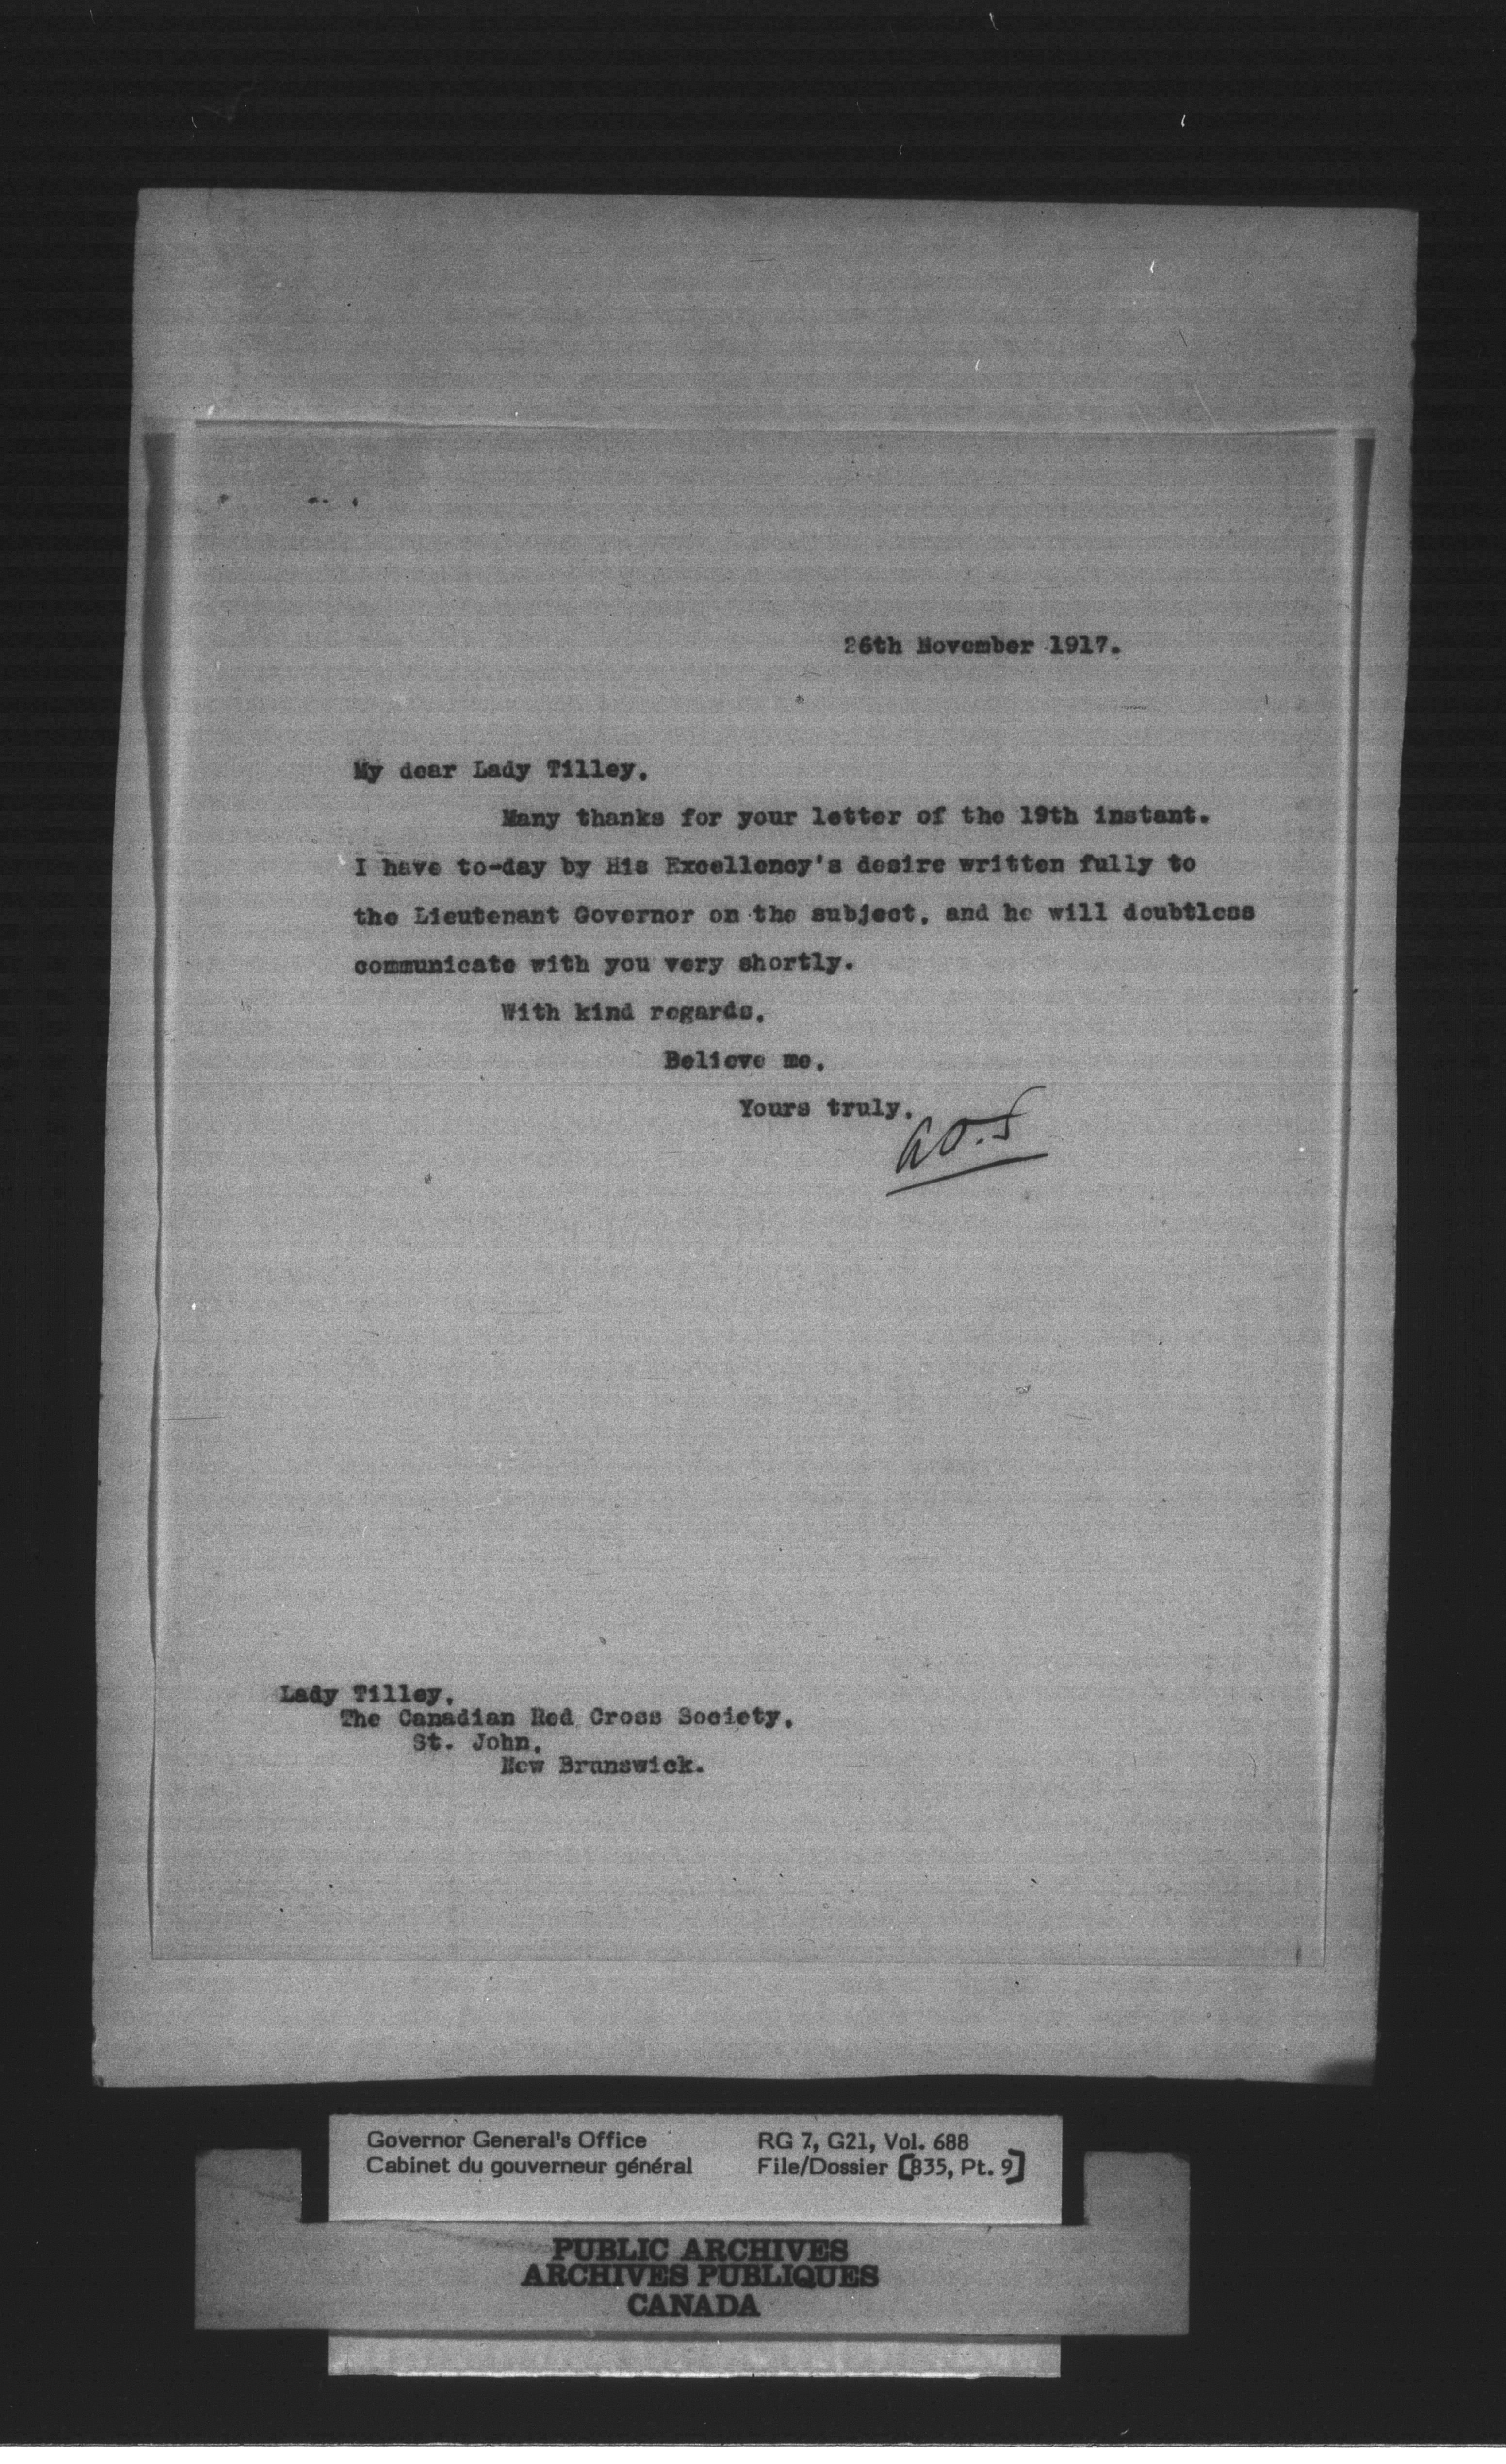 26th November 1917.
My dear Lady Tilley,
Many thanks for your letter of the 19th instant.
I have to-day by His Excellency's desire written fully to
the Lieutenant Governor on the subject, and he will doubtless
communicate with you very shortly.
With kind regards,
Believe me,
Yours truly,
Lady Tilley,
The Canadian Red Cross Society,
St. John,
New Brunswick.
Governor General's Office
Cabinet du gouverneur général
RG 7, G21, Vol. 688
File/Dossier [835, Pt. 9]
PUBLIC ARCHIVES
ARCHIVES PUBLIQUES
CANADA